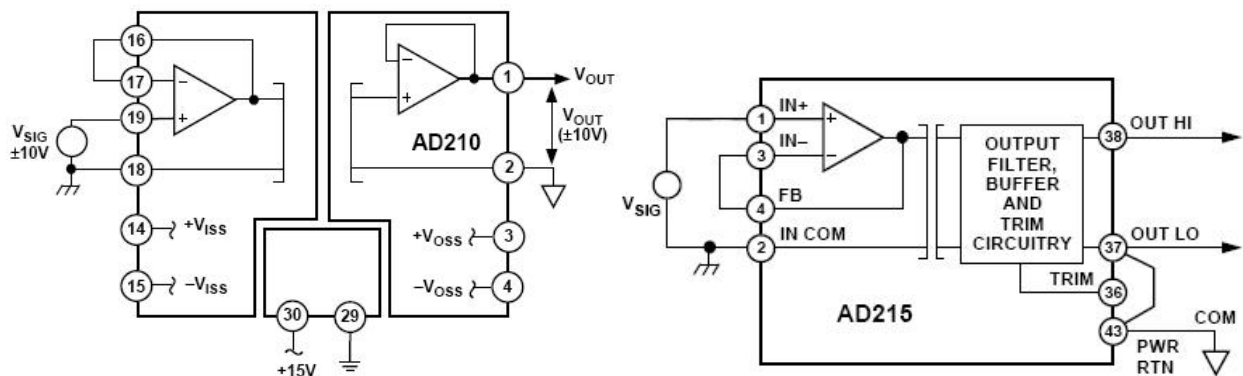 16
17
19
18
14
15
−
+
V_SIG
±10V
+V_ISS
−V_ISS
30
29
+15V
−
+
AD210
1
V_OUT
V_OUT
(±10V)
2
+V_OSS
3
−V_OSS
4
V_SIG
1
IN+
3
IN−
4
FB
2
IN COM
+
−
OUTPUT
FILTER,
BUFFER
AND
TRIM
CIRCUITRY
38
OUT HI
37
OUT LO
TRIM
36
AD215
43
COM
PWR
RTN